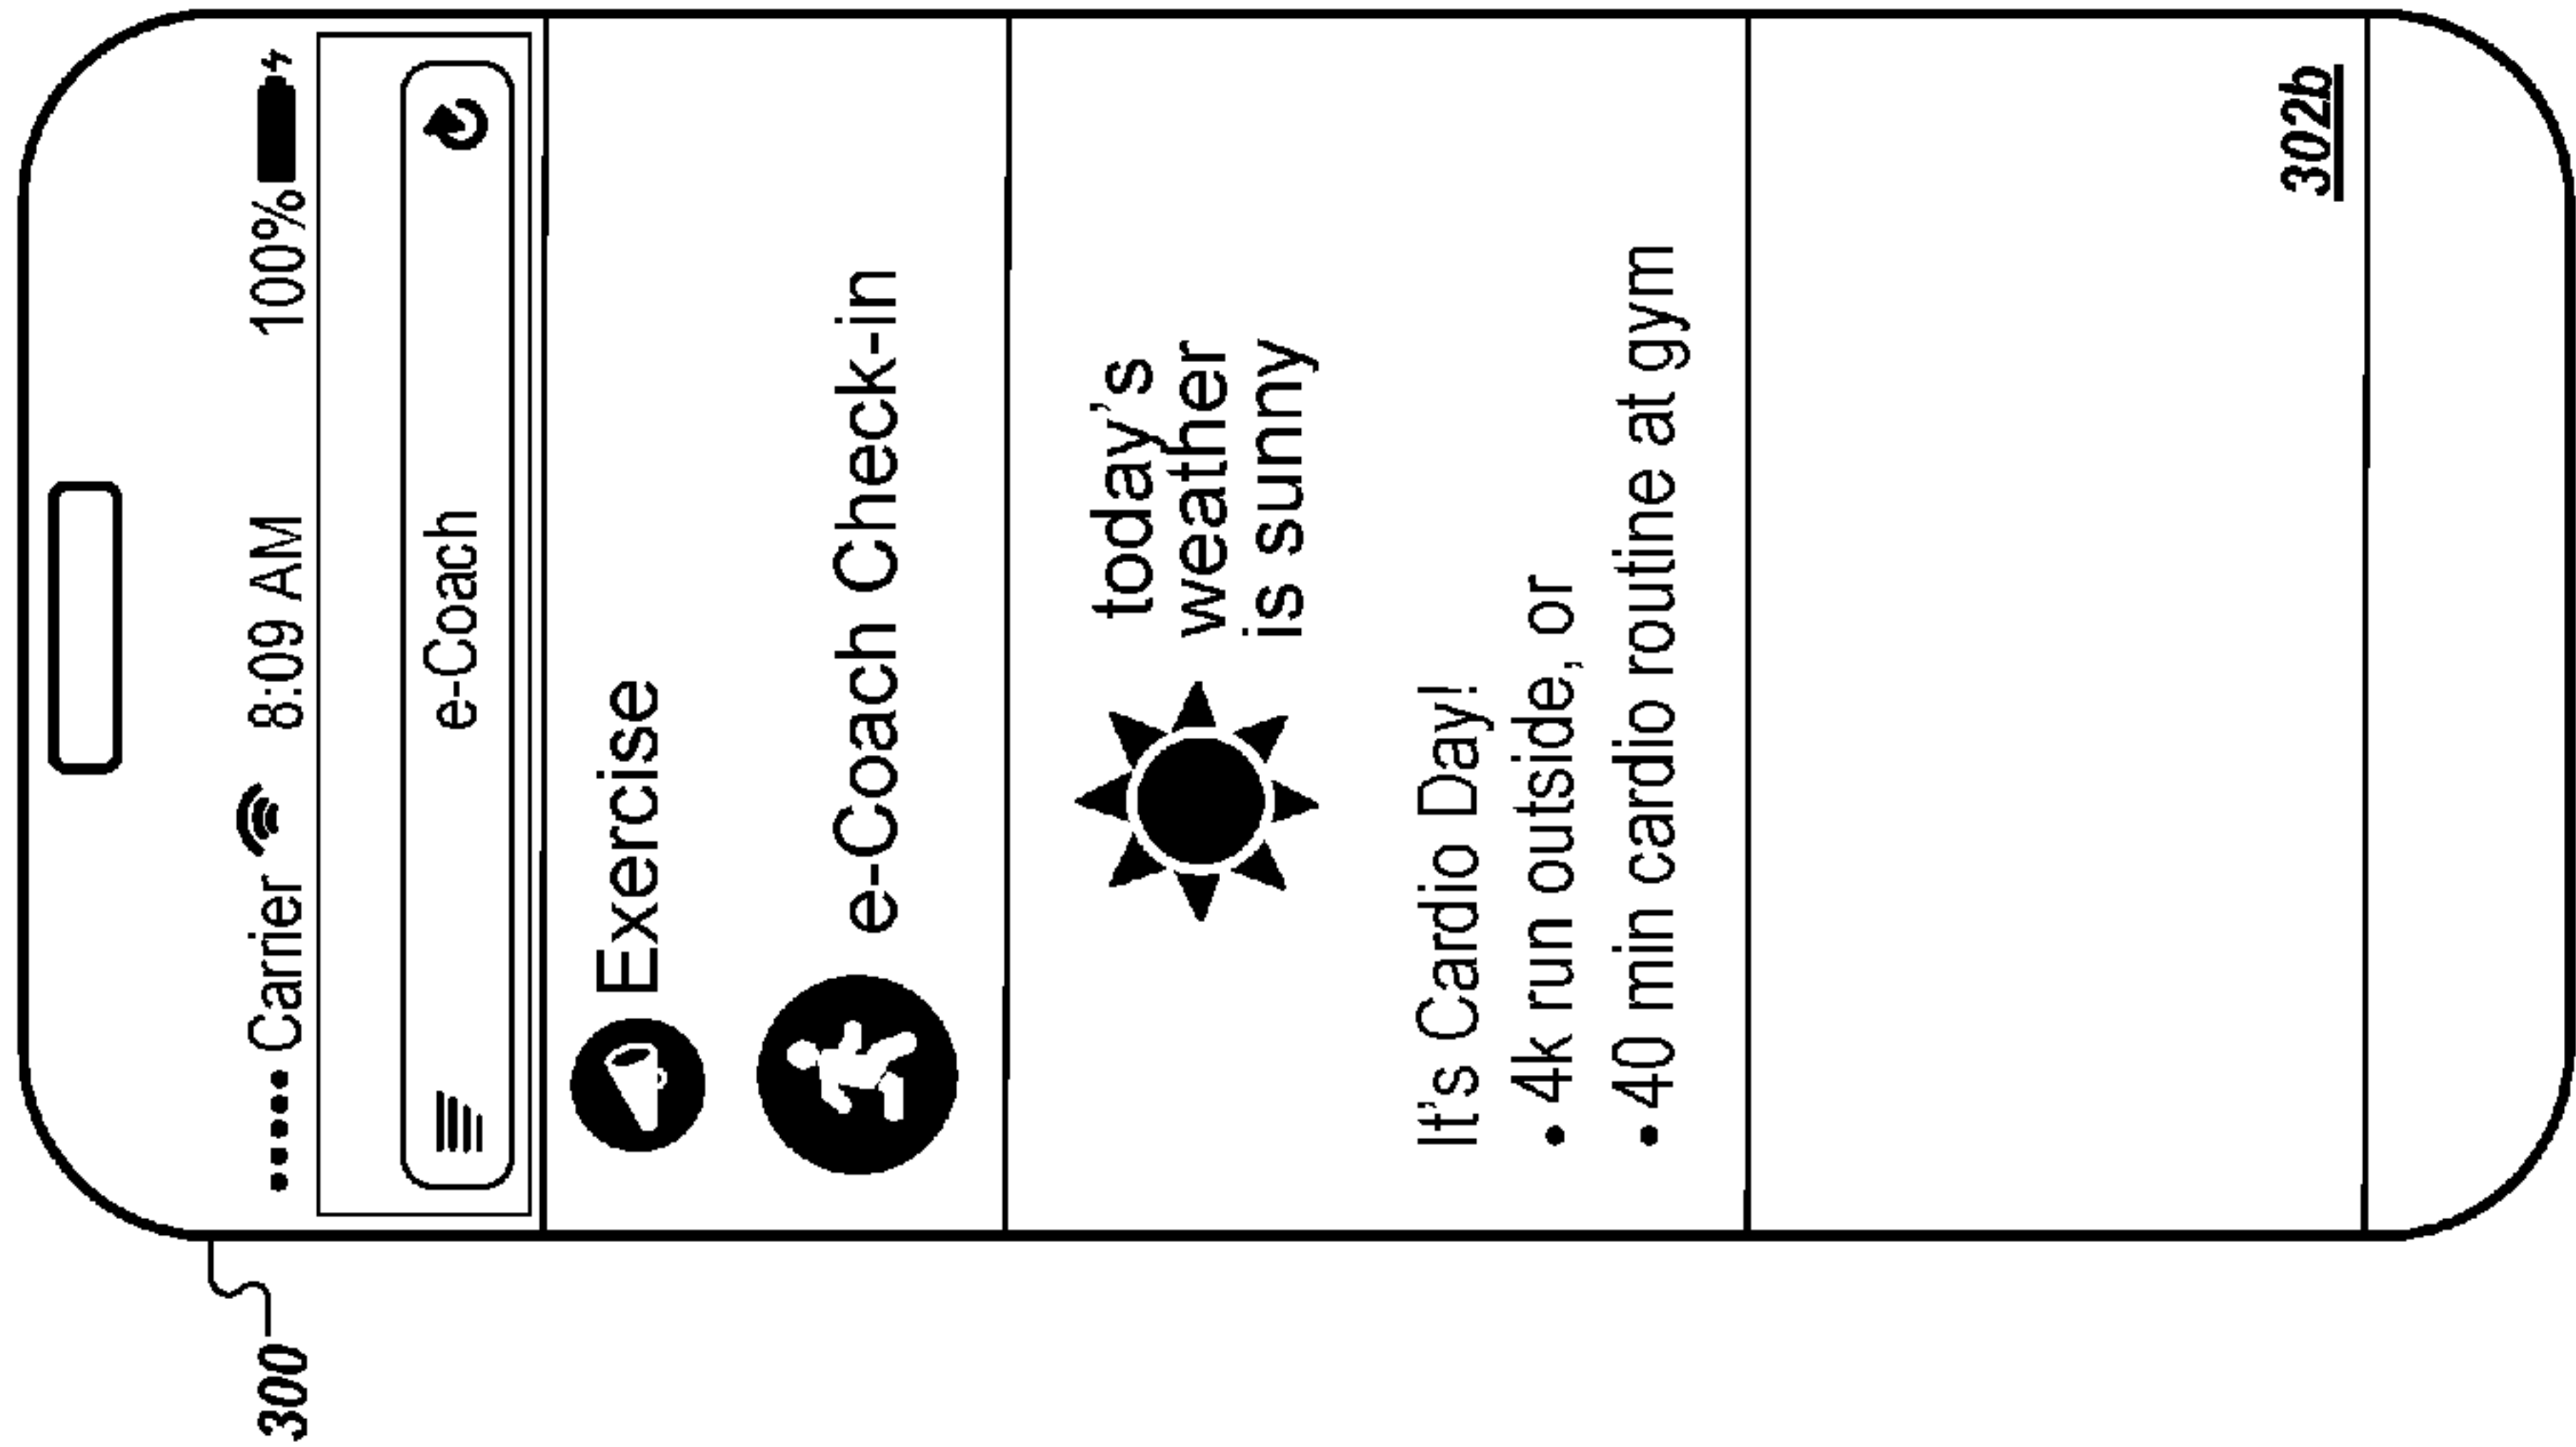 ••••• Carrier 8:09 AM 100%
e-Coach
Exercise
e-Coach Check-in
today's
weather
is sunny
It's Cardio Day!
• 4k run outside, or
• 40 min cardio routine at gym
302b
300